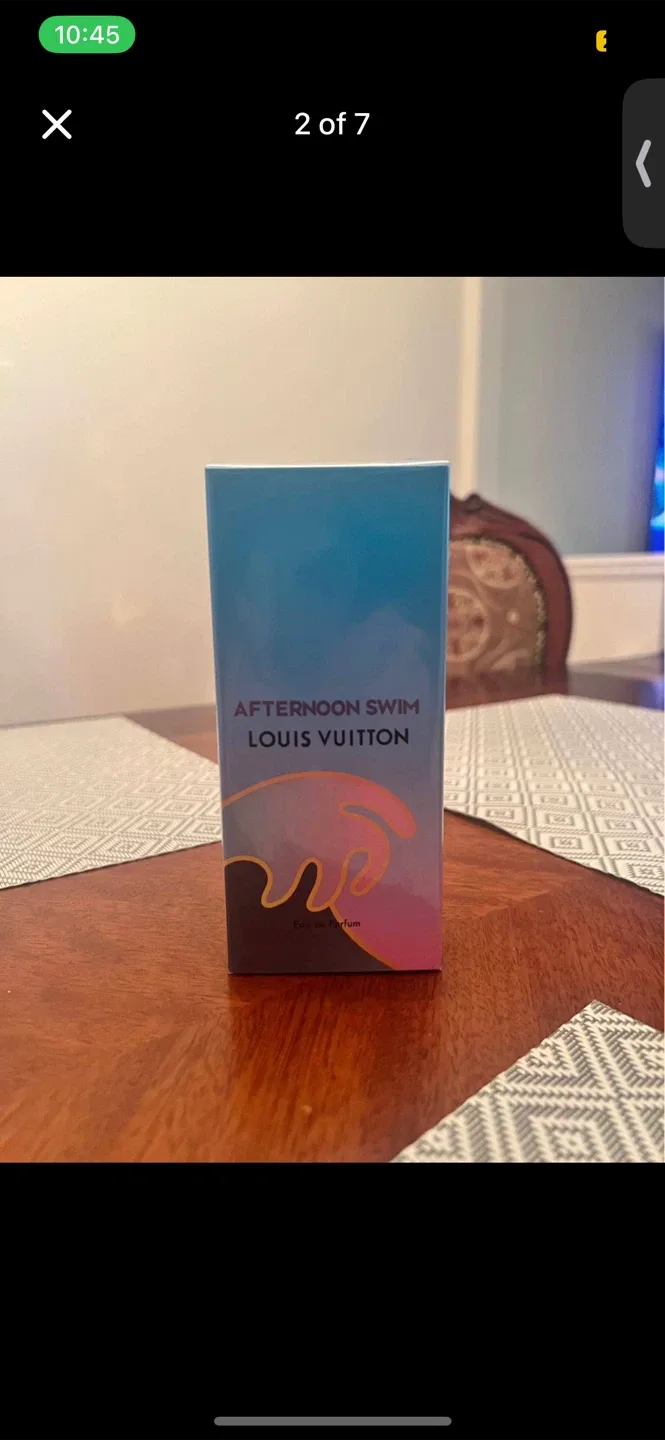 10:45
2 of 7
AFTERNOON SWIM
LOUIS VUITTON
Eau de Parfum